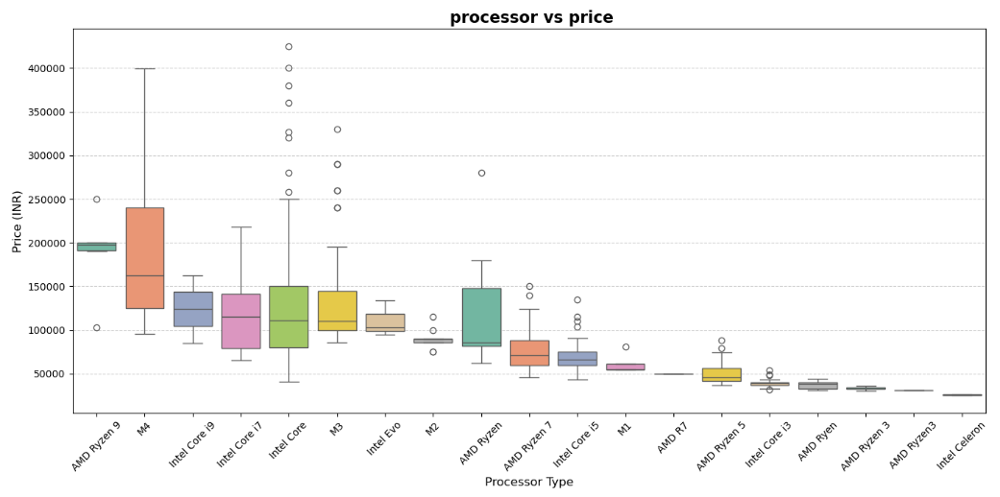 processor vs price
Price (INR)
400000
350000
300000
250000
200000
150000
100000
50000
AMD Ryzen 9
M4
Intel Core i9
Intel Core i7
Intel Core
M3
Intel Evo
M2
AMD Ryzen
AMD Ryzen 7
Intel Core i5
M1
AMD R7
AMD Ryzen 5
Intel Core i3
AMD Ryen
AMD Ryzen 3
AMD Ryzen3
Intel Celeron
Processor Type